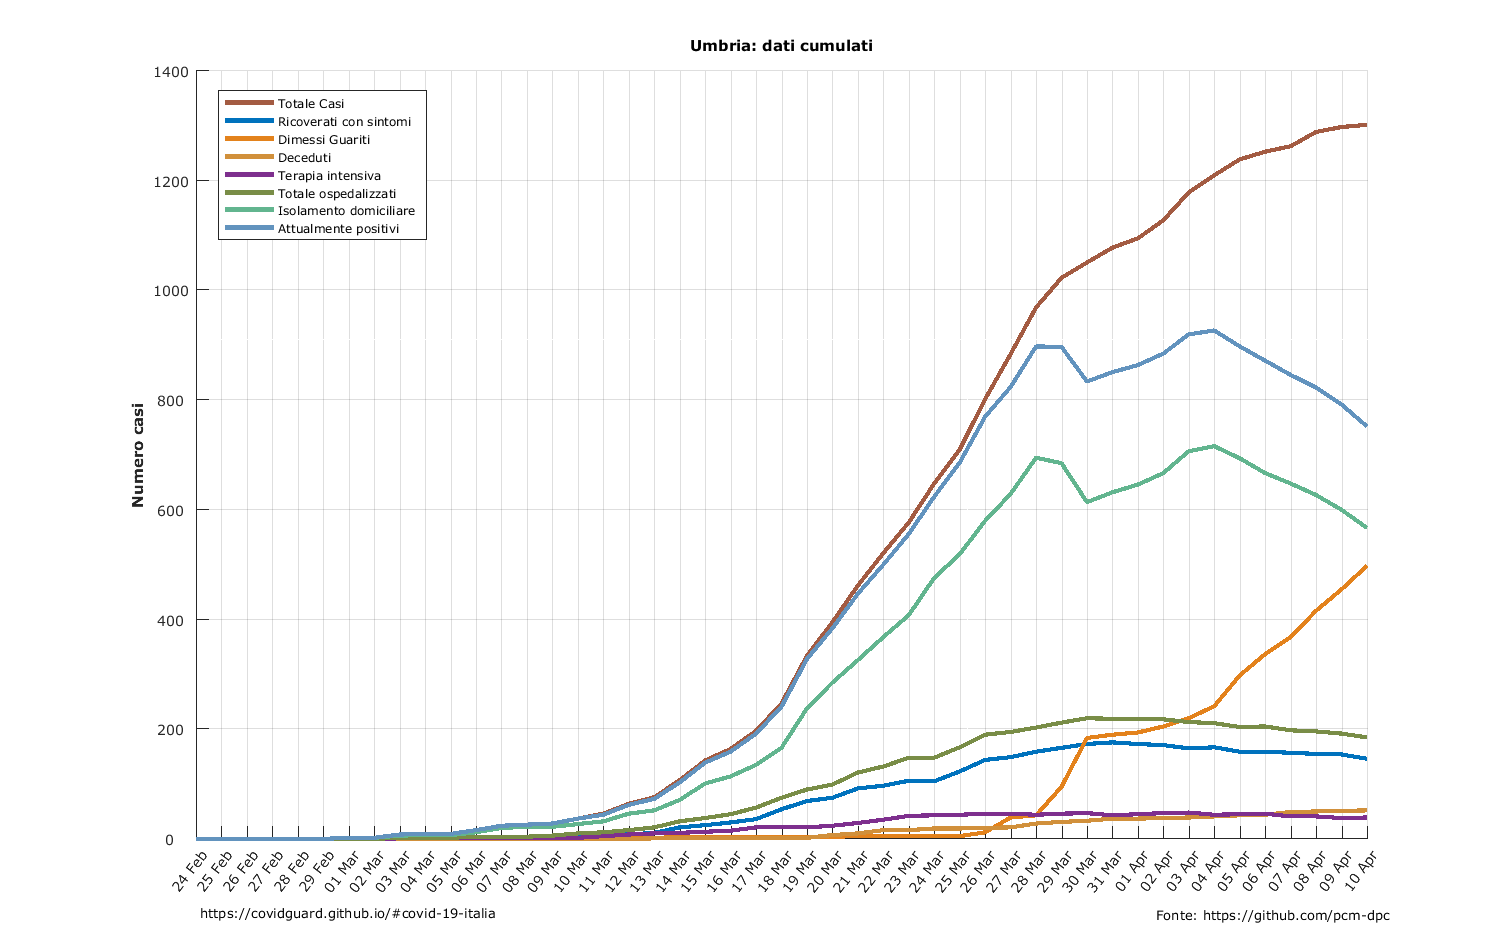 Umbria: dati cumulati
Numero casi
1400
1200
1000
800
600
400
200
0
Totale Casi
Ricoverati con sintomi
Dimessi Guariti
Deceduti
Terapia intensiva
Totale ospedalizzati
Isolamento domiciliare
Attualmente positivi
24 Feb
25 Feb
26 Feb
27 Feb
28 Feb
29 Feb
01 Mar
02 Mar
03 Mar
04 Mar
05 Mar
06 Mar
07 Mar
08 Mar
09 Mar
10 Mar
11 Mar
12 Mar
13 Mar
14 Mar
15 Mar
16 Mar
17 Mar
18 Mar
19 Mar
20 Mar
21 Mar
22 Mar
23 Mar
24 Mar
25 Mar
26 Mar
27 Mar
28 Mar
29 Mar
30 Mar
31 Mar
01 Apr
02 Apr
03 Apr
04 Apr
05 Apr
06 Apr
07 Apr
08 Apr
09 Apr
10 Apr
https://covidguard.github.io/#covid-19-italia
Fonte: https://github.com/pcm-dpc